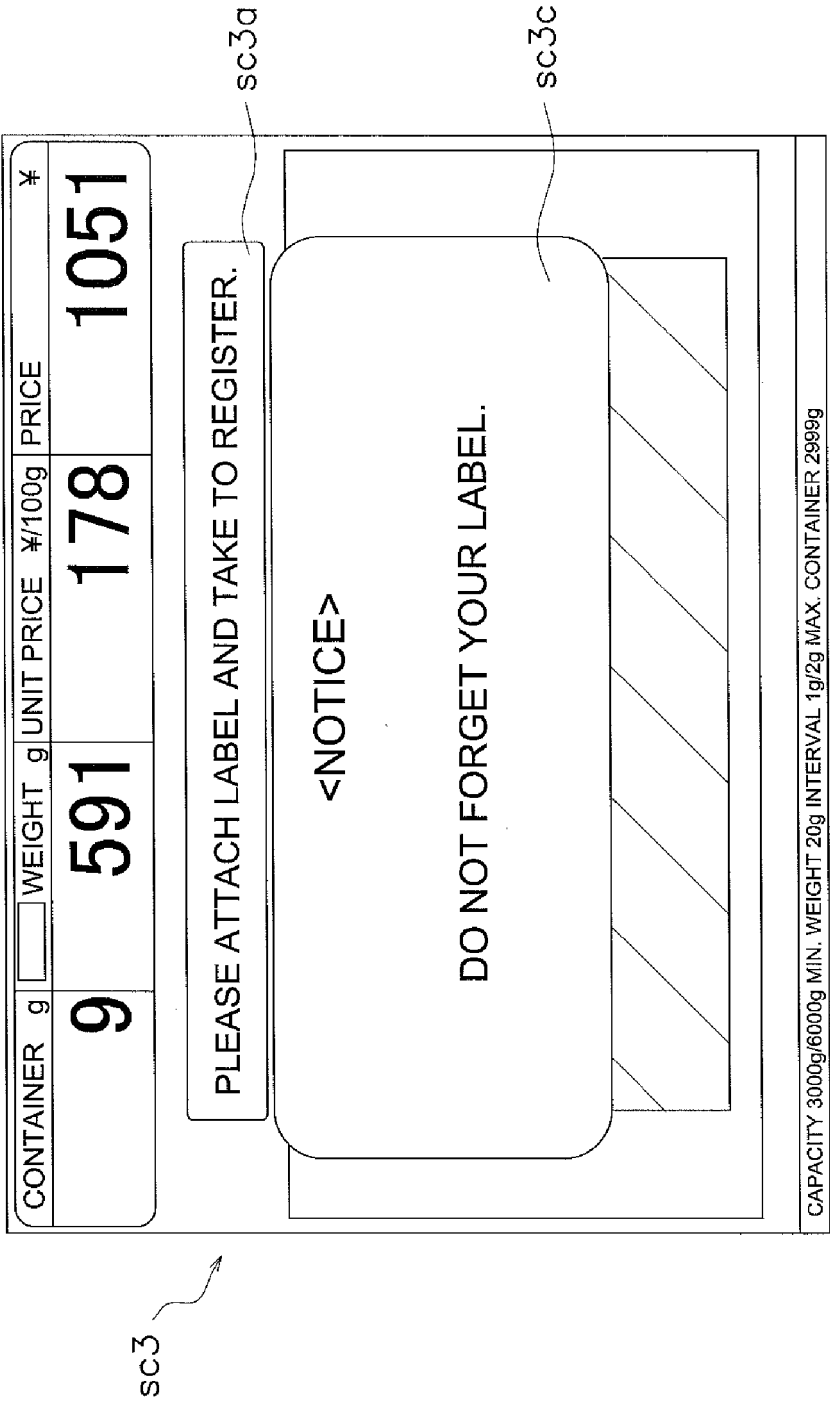 CONTAINER g WEIGHT g UNIT PRICE ¥/100g PRICE ¥
9 591 178 1051
PLEASE ATTACH LABEL AND TAKE TO REGISTER.
sc3a
<NOTICE>
DO NOT FORGET YOUR LABEL.
sc3c
CAPACITY 3000g/6000g MIN. WEIGHT 20g INTERVAL 1g/2g MAX. CONTAINER 2999g
sc3